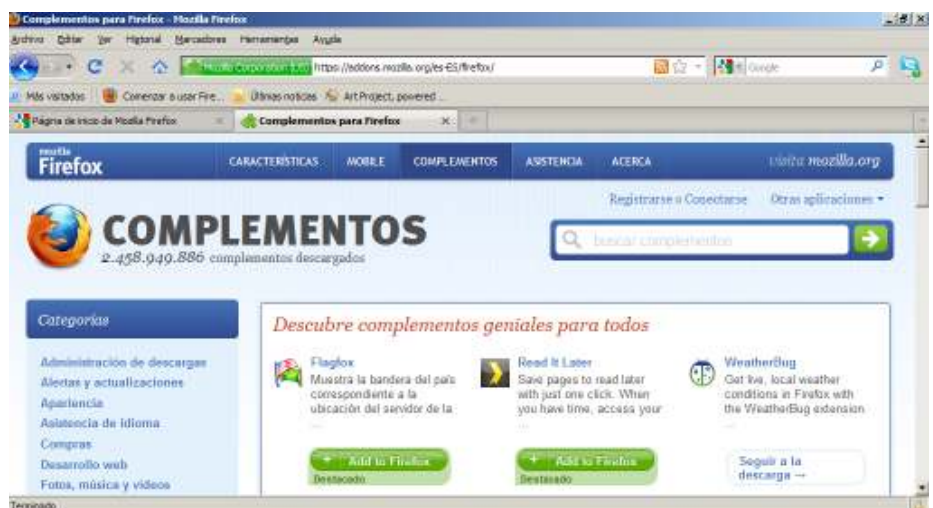 Complementos para Firefox - Mozilla Firefox
Archivo Editar Ver Historial Marcadores Herramientas Ayuda
Mozilla Corporation (US) https://addons.mozilla.org/es-ES/firefox/ Google
Más visitados Comenzar a usar Fire... Últimas noticias Art Project, powered ...
Página de inicio de Mozilla Firefox Complementos para Firefox
mozilla
Firefox CARACTERÍSTICAS MOBILE COMPLEMENTOS ASISTENCIA ACERCA visita mozilla.org
Registrarse o Conectarse Otras aplicaciones
COMPLEMENTOS
buscar complementos
2.458.949.886 complementos descargados
Categorías
Administración de descargas
Alertas y actualizaciones
Apariencia
Asistencia de idioma
Compras
Desarrollo web
Fotos, música y vídeos
Descubre complementos geniales para todos
Flagfox
Muestra la bandera del país
correspondiente a la
ubicación del servidor de la
...
+ Add to Firefox
Destacado
Read It Later
Save pages to read later
with just one click. When
you have time, access your
...
+ Add to Firefox
Destacado
WeatherBug
Get live, local weather
conditions in Firefox with
the WeatherBug extension
...
Seguir a la
descarga →
Terminado